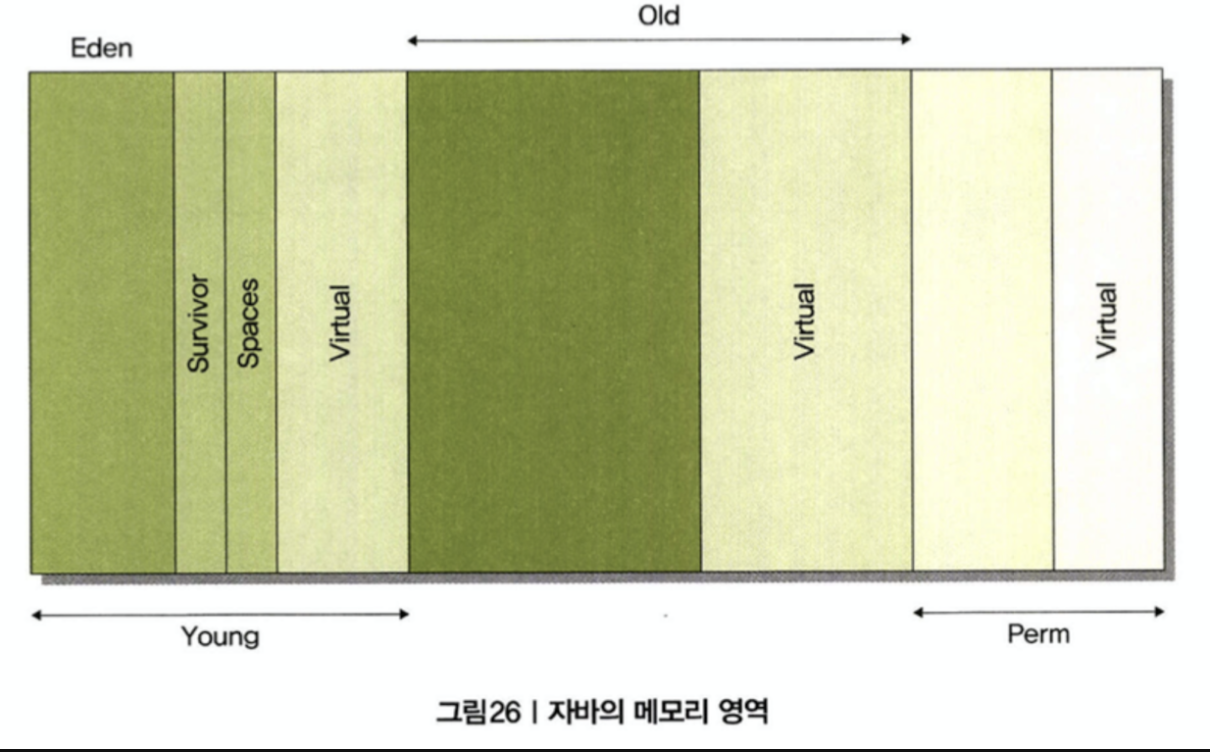 Old
Eden
Survivor
Spaces
Virtual
Virtual
Virtual
Young
Perm
그림26 | 자바의 메모리 영역